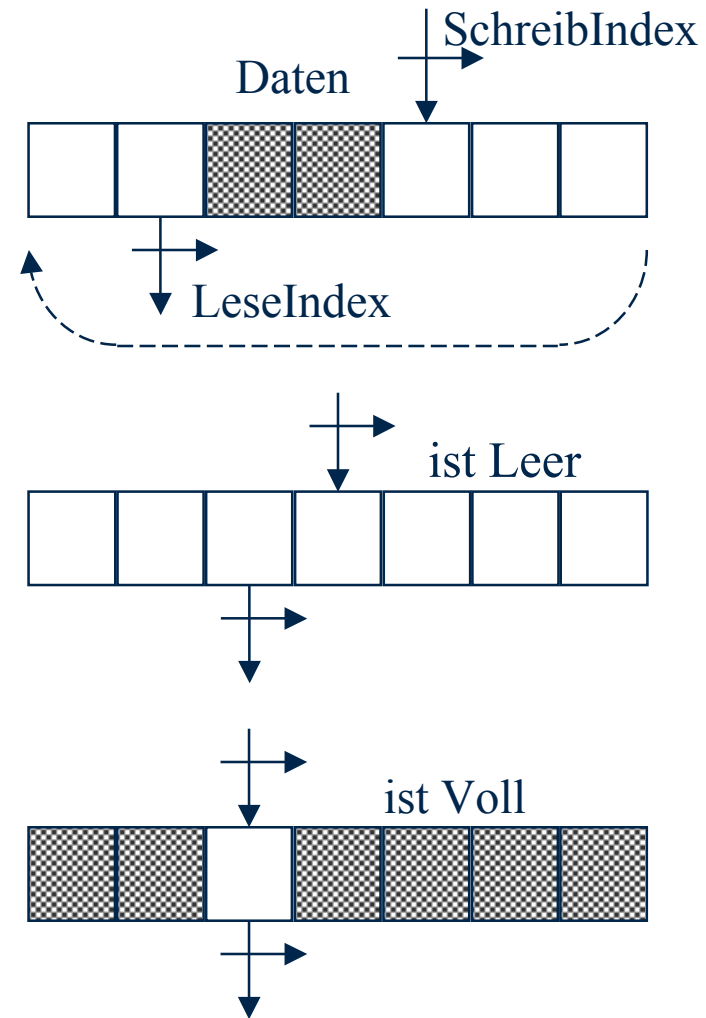 SchreibIndex
Daten
LeseIndex
ist Leer
ist Voll